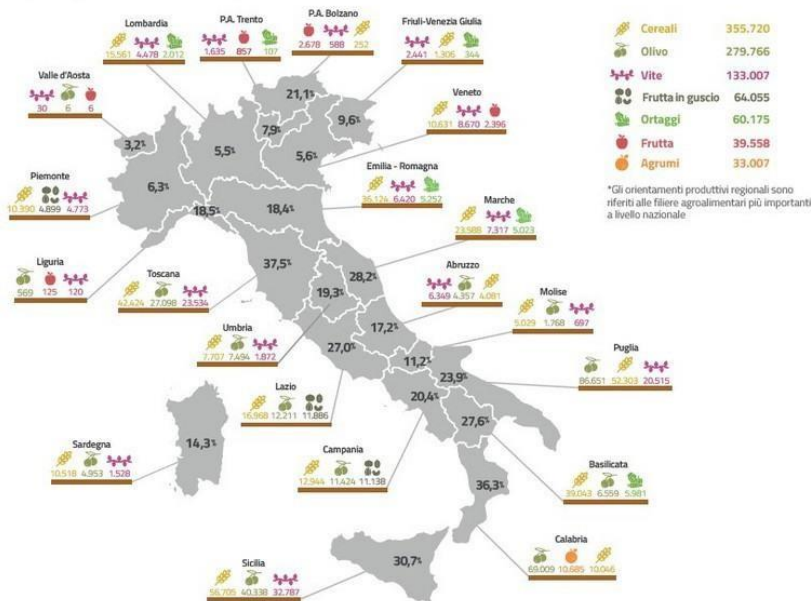 Cereali 355.720
Olivo 279.766
Vite 133.007
Frutta in guscio 64.055
Ortaggi 60.175
Frutta 39.558
Agrumi 33.007
*Gli orientamenti produttivi regionali sono
riferiti alle filiere agroalimentari più importanti
a livello nazionale
Lombardia
15.561 4.478 2.012
P.A. Trento
1.635 857 107
P.A. Bolzano
2.678 588 252
Friuli-Venezia Giulia
2.441 1.306 344
Valle d'Aosta
30 6 6
Veneto
10.631 8.670 2.396
Piemonte
10.390 4.899 4.773
Emilia - Romagna
35.124 6.420 5.252
Marche
23.588 7.317 5.023
Liguria
569 125 120
Toscana
42.424 27.098 23.534
Abruzzo
6.349 4.357 4.081
Molise
5.029 1.768 697
Umbria
7.707 7.494 1.872
Puglia
86.651 52.303 20.515
Lazio
16.968 12.211 11.886
Sardegna
10.518 4.953 1.528
Campania
12.944 11.424 11.138
Basilicata
39.043 6.559 5.981
Calabria
69.009 10.685 10.046
Sicilia
56.705 40.338 32.787
21,1%
7,9%
9,6%
3,2%
5,5%
5,6%
6,3%
18,5%
18,4%
37,5%
28,2%
19,3%
17,2%
27,0%
11,2%
23,9%
20,4%
27,6%
14,3%
36,3%
30,7%